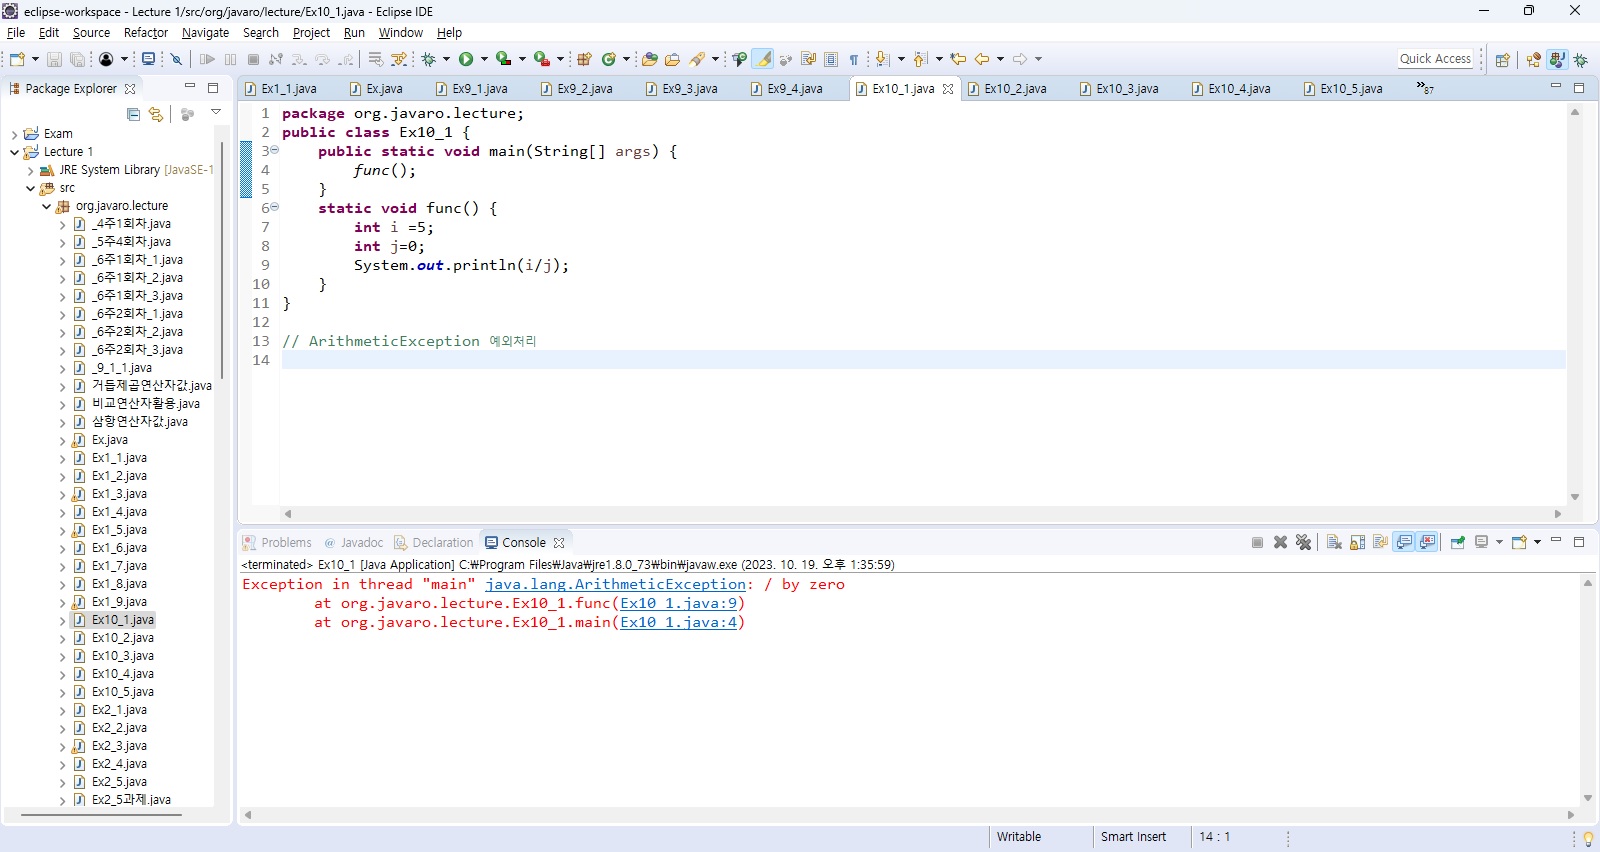 eclipse-workspace - Lecture 1/src/org/javaro/lecture/Ex10_1.java - Eclipse IDE
File Edit Source Refactor Navigate Search Project Run Window Help
Quick Access
Package Explorer
Exam
Lecture 1
JRE System Library [JavaSE-1
src
org.javaro.lecture
_4주1회차.java
_5주4회차.java
_6주1회차_1.java
_6주1회차_2.java
_6주1회차_3.java
_6주2회차_1.java
_6주2회차_2.java
_6주2회차_3.java
_9_1_1.java
거듭제곱연산자값.java
비교연산자활용.java
삼항연산자값.java
Ex.java
Ex1_1.java
Ex1_2.java
Ex1_3.java
Ex1_4.java
Ex1_5.java
Ex1_6.java
Ex1_7.java
Ex1_8.java
Ex1_9.java
Ex10_1.java
Ex10_2.java
Ex10_3.java
Ex10_4.java
Ex10_5.java
Ex2_1.java
Ex2_2.java
Ex2_3.java
Ex2_4.java
Ex2_5.java
Ex2_5과제.java
Ex1_1.java Ex.java Ex9_1.java Ex9_2.java Ex9_3.java Ex9_4.java Ex10_1.java Ex10_2.java Ex10_3.java Ex10_4.java Ex10_5.java »87
1 package org.javaro.lecture;
2 public class Ex10_1 {
3 public static void main(String[] args) {
4 func();
5 }
6 static void func() {
7 int i =5;
8 int j=0;
9 System.out.println(i/j);
10 }
11 }
12
13 // ArithmeticException 예외처리
14
Problems @ Javadoc Declaration Console
<terminated> Ex10_1 [Java Application] C:₩Program Files₩Java₩jre1.8.0_73₩bin₩javaw.exe (2023. 10. 19. 오후 1:35:59)
Exception in thread "main" java.lang.ArithmeticException: / by zero
at org.javaro.lecture.Ex10_1.func(Ex10_1.java:9)
at org.javaro.lecture.Ex10_1.main(Ex10_1.java:4)
Writable Smart Insert 14 : 1